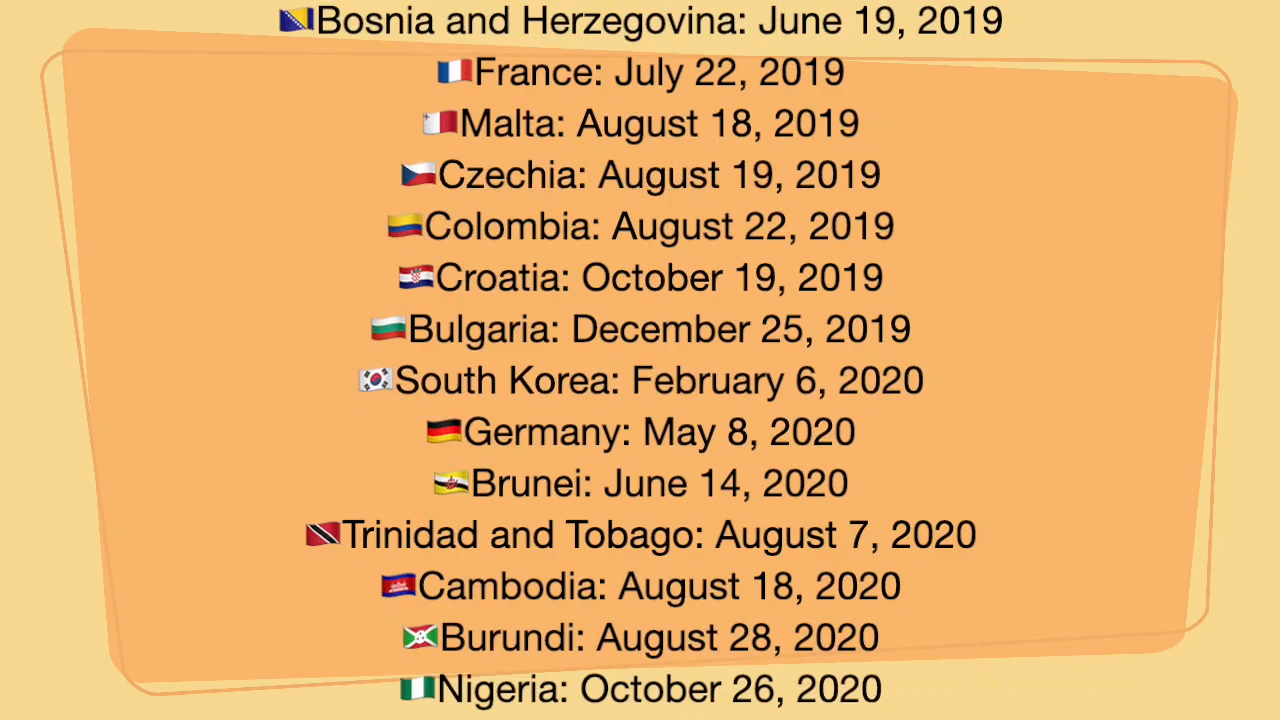 🇧🇦Bosnia and Herzegovina: June 19, 2019
🇫🇷France: July 22, 2019
🇲🇹Malta: August 18, 2019
🇨🇿Czechia: August 19, 2019
🇨🇴Colombia: August 22, 2019
🇭🇷Croatia: October 19, 2019
🇧🇬Bulgaria: December 25, 2019
🇰🇷South Korea: February 6, 2020
🇩🇪Germany: May 8, 2020
🇧🇳Brunei: June 14, 2020
🇹🇹Trinidad and Tobago: August 7, 2020
🇰🇭Cambodia: August 18, 2020
🇧🇮Burundi: August 28, 2020
🇳🇬Nigeria: October 26, 2020